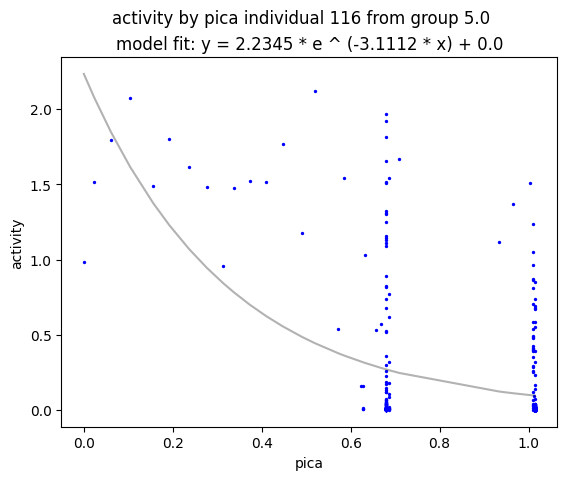 activity by pica individual 116 from group 5.0
model fit: y = 2.2345 * e ^ (-3.1112 * x) + 0.0
2.0
1.5
1.0
0.5
0.0
activity
0.0 0.2 0.4 0.6 0.8 1.0
pica